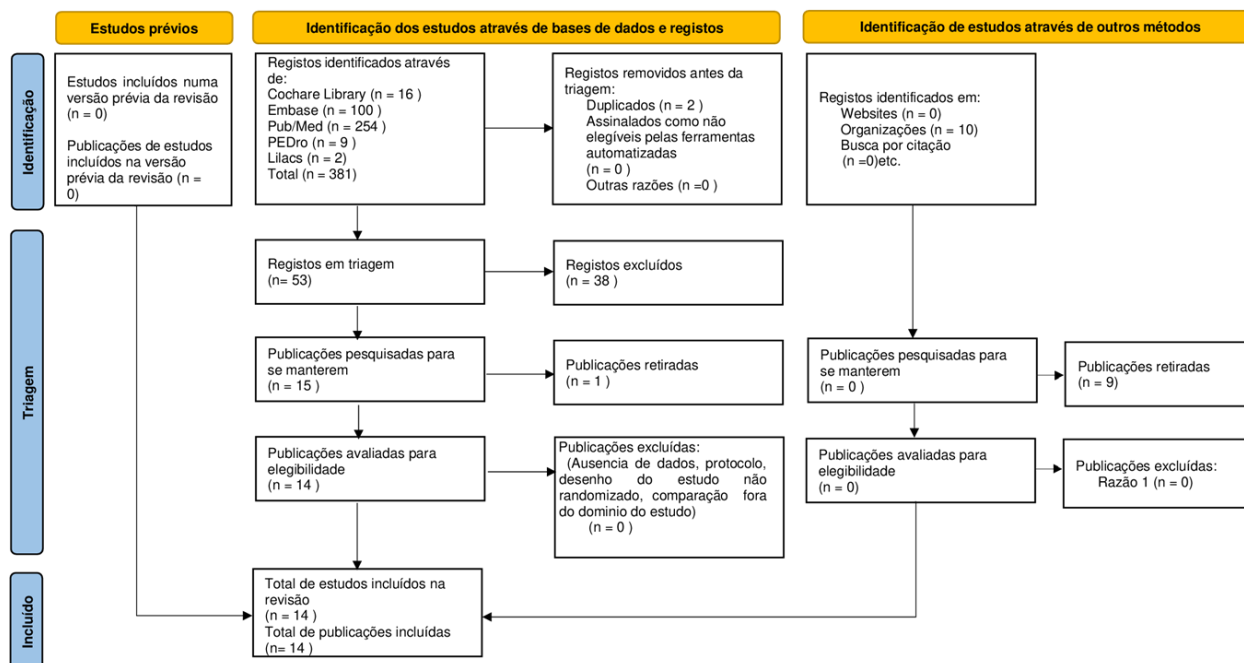 Estudos prévios
Identificação dos estudos através de bases de dados e registos
Identificação de estudos através de outros métodos
Identificação
Estudos incluídos numa
versão prévia da revisão
(n = 0)
Publicações de estudos
incluídos na versão
prévia da revisão (n =
0)
Registos identificados através
de:
Cochare Library (n = 16 )
Embase (n = 100 )
Pub/Med (n = 254 )
PEDro (n = 9 )
Lilacs (n = 2)
Total (n = 381)
Registos removidos antes da
triagem:
Duplicados (n = 2 )
Assinalados como não
elegíveis pelas ferramentas
automatizadas
(n = 0 )
Outras razões (n =0 )
Registos identificados em:
Websites (n = 0)
Organizações (n = 10)
Busca por citação
(n =0)etc.
Triagem
Registos em triagem
(n= 53)
Registos excluídos
(n = 38 )
Publicações pesquisadas para
se manterem
(n = 15 )
Publicações retiradas
(n = 1 )
Publicações pesquisadas para
se manterem
(n = 0 )
Publicações retiradas
(n = 9)
Publicações avaliadas para
elegibilidade
(n = 14 )
Publicações excluídas:
(Ausencia de dados, protocolo,
desenho do estudo não
randomizado, comparação fora
do dominio do estudo)
(n = 0 )
Publicações avaliadas para
elegibilidade
(n = 0)
Publicações excluídas:
Razão 1 (n = 0)
Incluído
Total de estudos incluídos na
revisão
(n = 14 )
Total de publicações incluídas
(n= 14 )